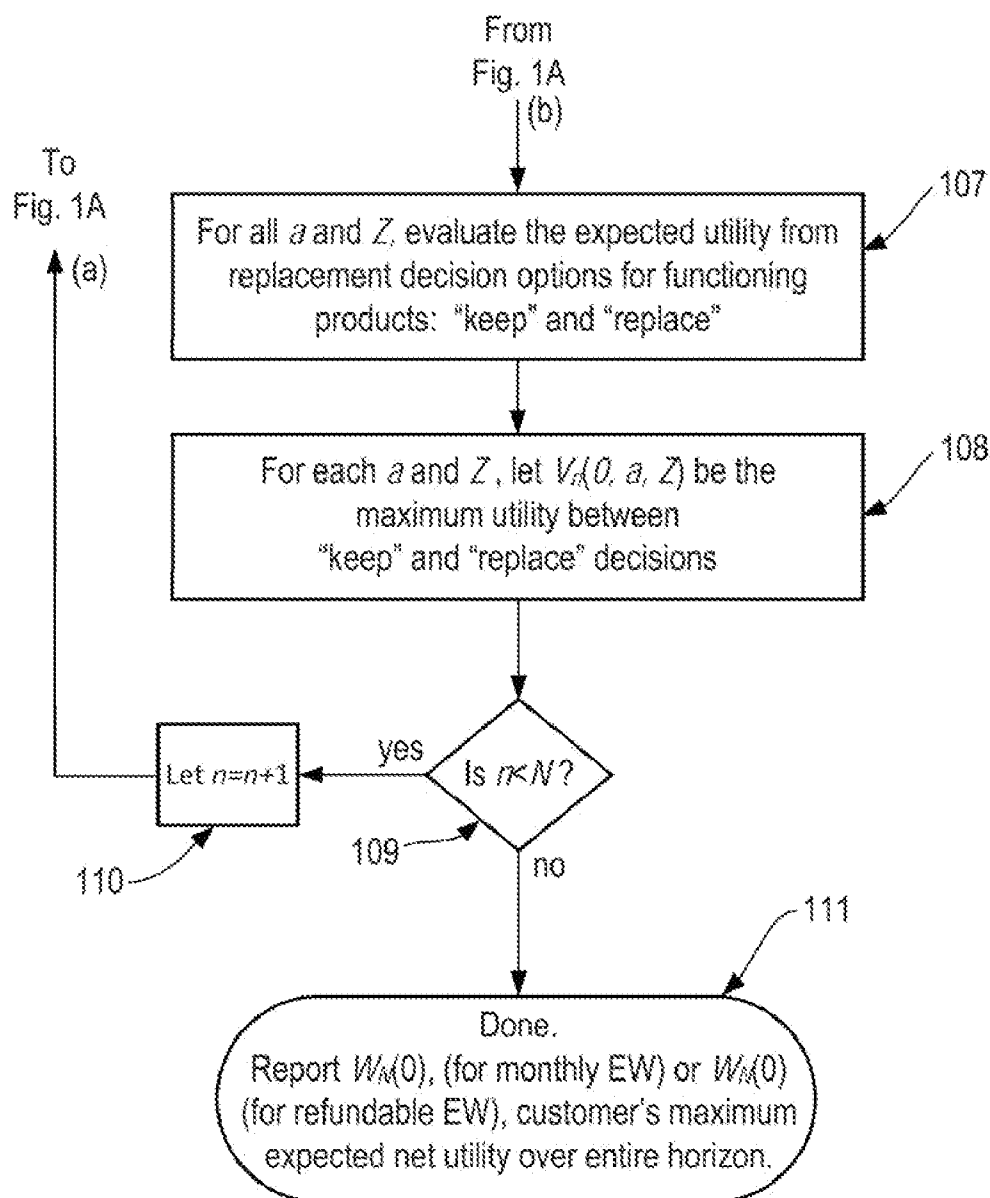 From
Fig. 1A
(b)
To
Fig. 1A
(a)
107
For all a and Z, evaluate the expected utility from
replacement decision options for functioning
products: “keep” and “replace”
108
For each a and Z, let Vn(0, a, Z) be the
maximum utility between
“keep” and “replace” decisions
yes
Let n=n+1
Is n<N?
109
110
no
111
Done.
Report WN(0), (for monthly EW) or WN(0)
(for refundable EW), customer's maximum
expected net utility over entire horizon.